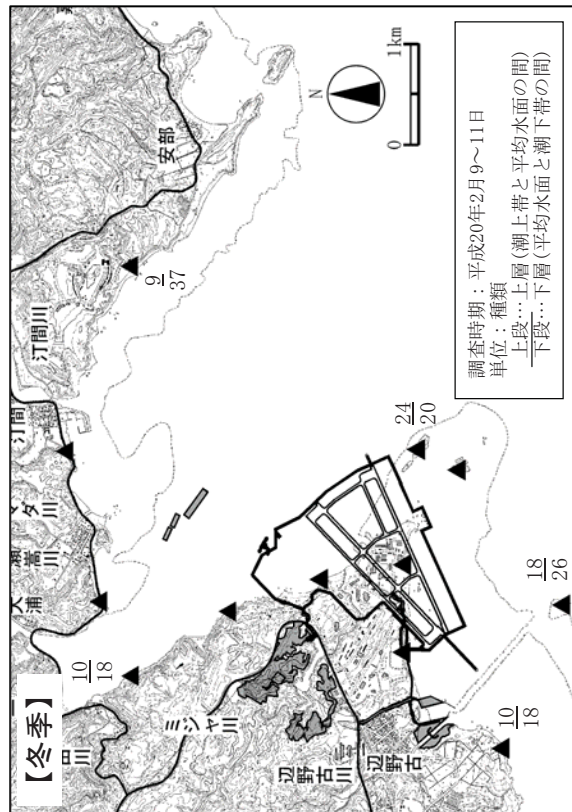 【冬季】
安部
汀間川
汀間
大浦
ミジャ川
辺野古川
辺野古
9
37
24
20
18
26
10
18
10
18
N
0
1km
調査時期：平成20年2月9～11日
単位：種類
上段…上層(潮上帯と平均水面の間)
下段…下層(平均水面と潮下帯の間)